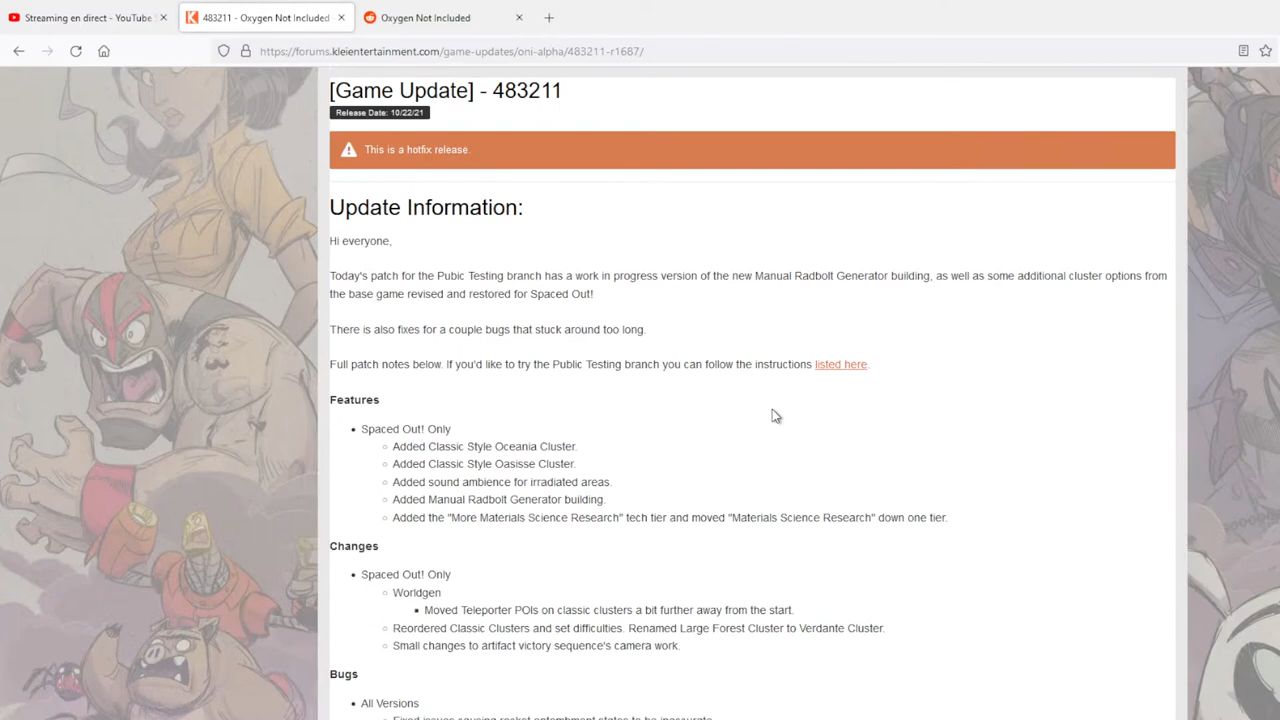 Streaming en direct - YouTube S
483211 - Oxygen Not Included
Oxygen Not Included
https://forums.kleientertainment.com/game-updates/oni-alpha/483211-r1687/
[Game Update] - 483211
Release Date: 10/22/21
This is a hotfix release.
Update Information:
Hi everyone,
Today's patch for the Pubic Testing branch has a work in progress version of the new Manual Radbolt Generator building, as well as some additional cluster options from
the base game revised and restored for Spaced Out!
There is also fixes for a couple bugs that stuck around too long.
Full patch notes below. If you'd like to try the Public Testing branch you can follow the instructions listed here.
Features
Spaced Out! Only
Added Classic Style Oceania Cluster.
Added Classic Style Oasisse Cluster.
Added sound ambience for irradiated areas.
Added Manual Radbolt Generator building.
Added the "More Materials Science Research" tech tier and moved "Materials Science Research" down one tier.
Changes
Spaced Out! Only
Worldgen
Moved Teleporter POIs on classic clusters a bit further away from the start.
Reordered Classic Clusters and set difficulties. Renamed Large Forest Cluster to Verdante Cluster.
Small changes to artifact victory sequence's camera work.
Bugs
All Versions
Fixed issues causing rocket entombment states to be inaccurate.